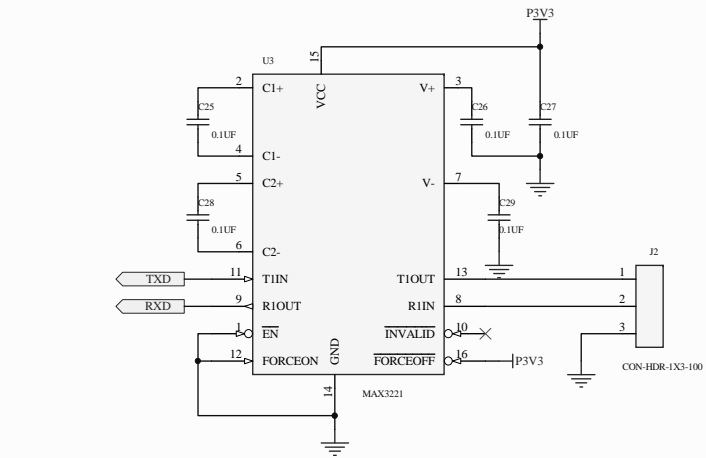 P3V3
U3
15
2
C1+
VCC
V+
3
C25
C26
C27
0.1UF
0.1UF
0.1UF
4
C1-
5
C2+
V-
7
C28
C29
0.1UF
0.1UF
6
C2-
J2
TXD
11
T1IN
T1OUT
13
1
RXD
9
R1OUT
R1IN
8
2
1
EN
INVALID
10
3
12
FORCEON
GND
FORCEOFF
16
P3V3
CON-HDR-1X3-100
14
MAX3221